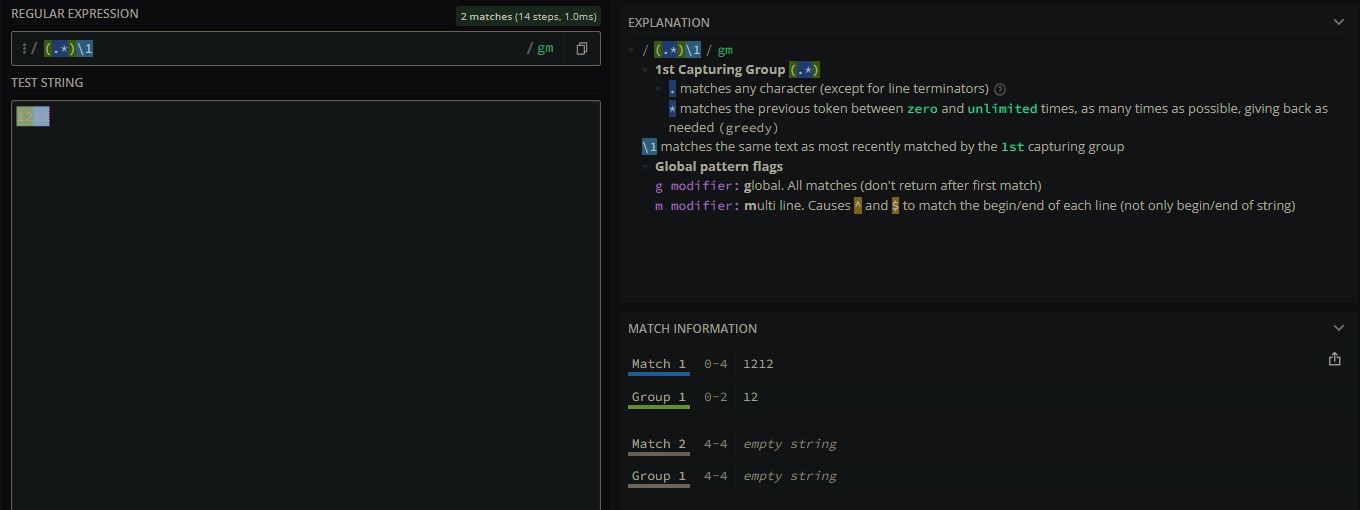 REGULAR EXPRESSION
2 matches (14 steps, 1.0ms)
/ (.*)\1 / gm
TEST STRING
1212
EXPLANATION
/ (.*)\1 / gm
1st Capturing Group (.*)
. matches any character (except for line terminators)
* matches the previous token between zero and unlimited times, as many times as possible, giving back as
needed (greedy)
\1 matches the same text as most recently matched by the 1st capturing group
Global pattern flags
g modifier: global. All matches (don't return after first match)
m modifier: multi line. Causes ^ and $ to match the begin/end of each line (not only begin/end of string)
MATCH INFORMATION
Match 1 0-4 1212
Group 1 0-2 12
Match 2 4-4 empty string
Group 1 4-4 empty string